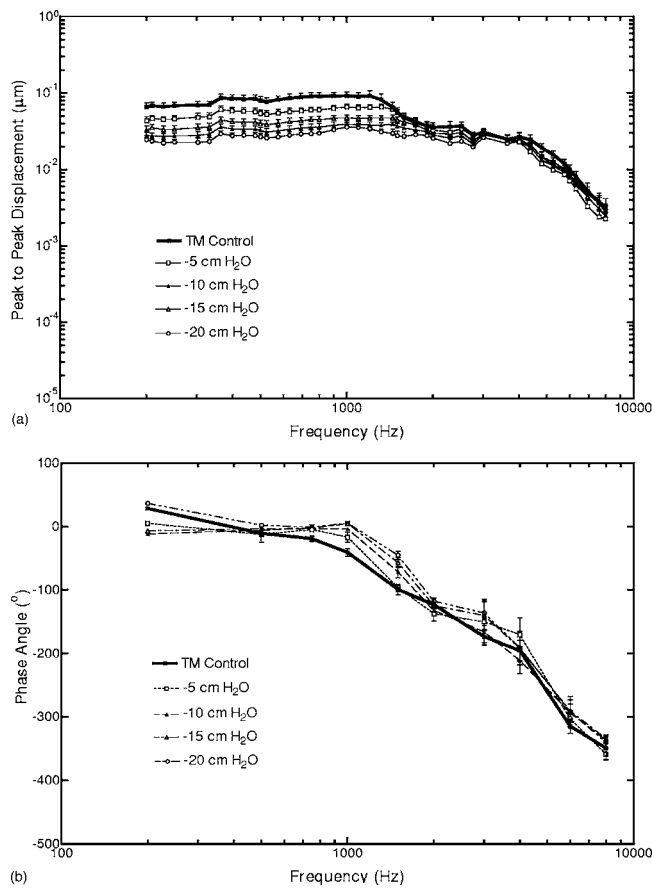 10⁰
10⁻¹
10⁻²
10⁻³
10⁻⁴
10⁻⁵
Peak to Peak Displacement (μm)
TM Control
-5 cm H₂O
-10 cm H₂O
-15 cm H₂O
-20 cm H₂O
100 1000 10000
Frequency (Hz)
(a)
100
0
-100
-200
-300
-400
-500
Phase Angle (°)
TM Control
-5 cm H₂O
-10 cm H₂O
-15 cm H₂O
-20 cm H₂O
100 1000 10000
Frequency (Hz)
(b)